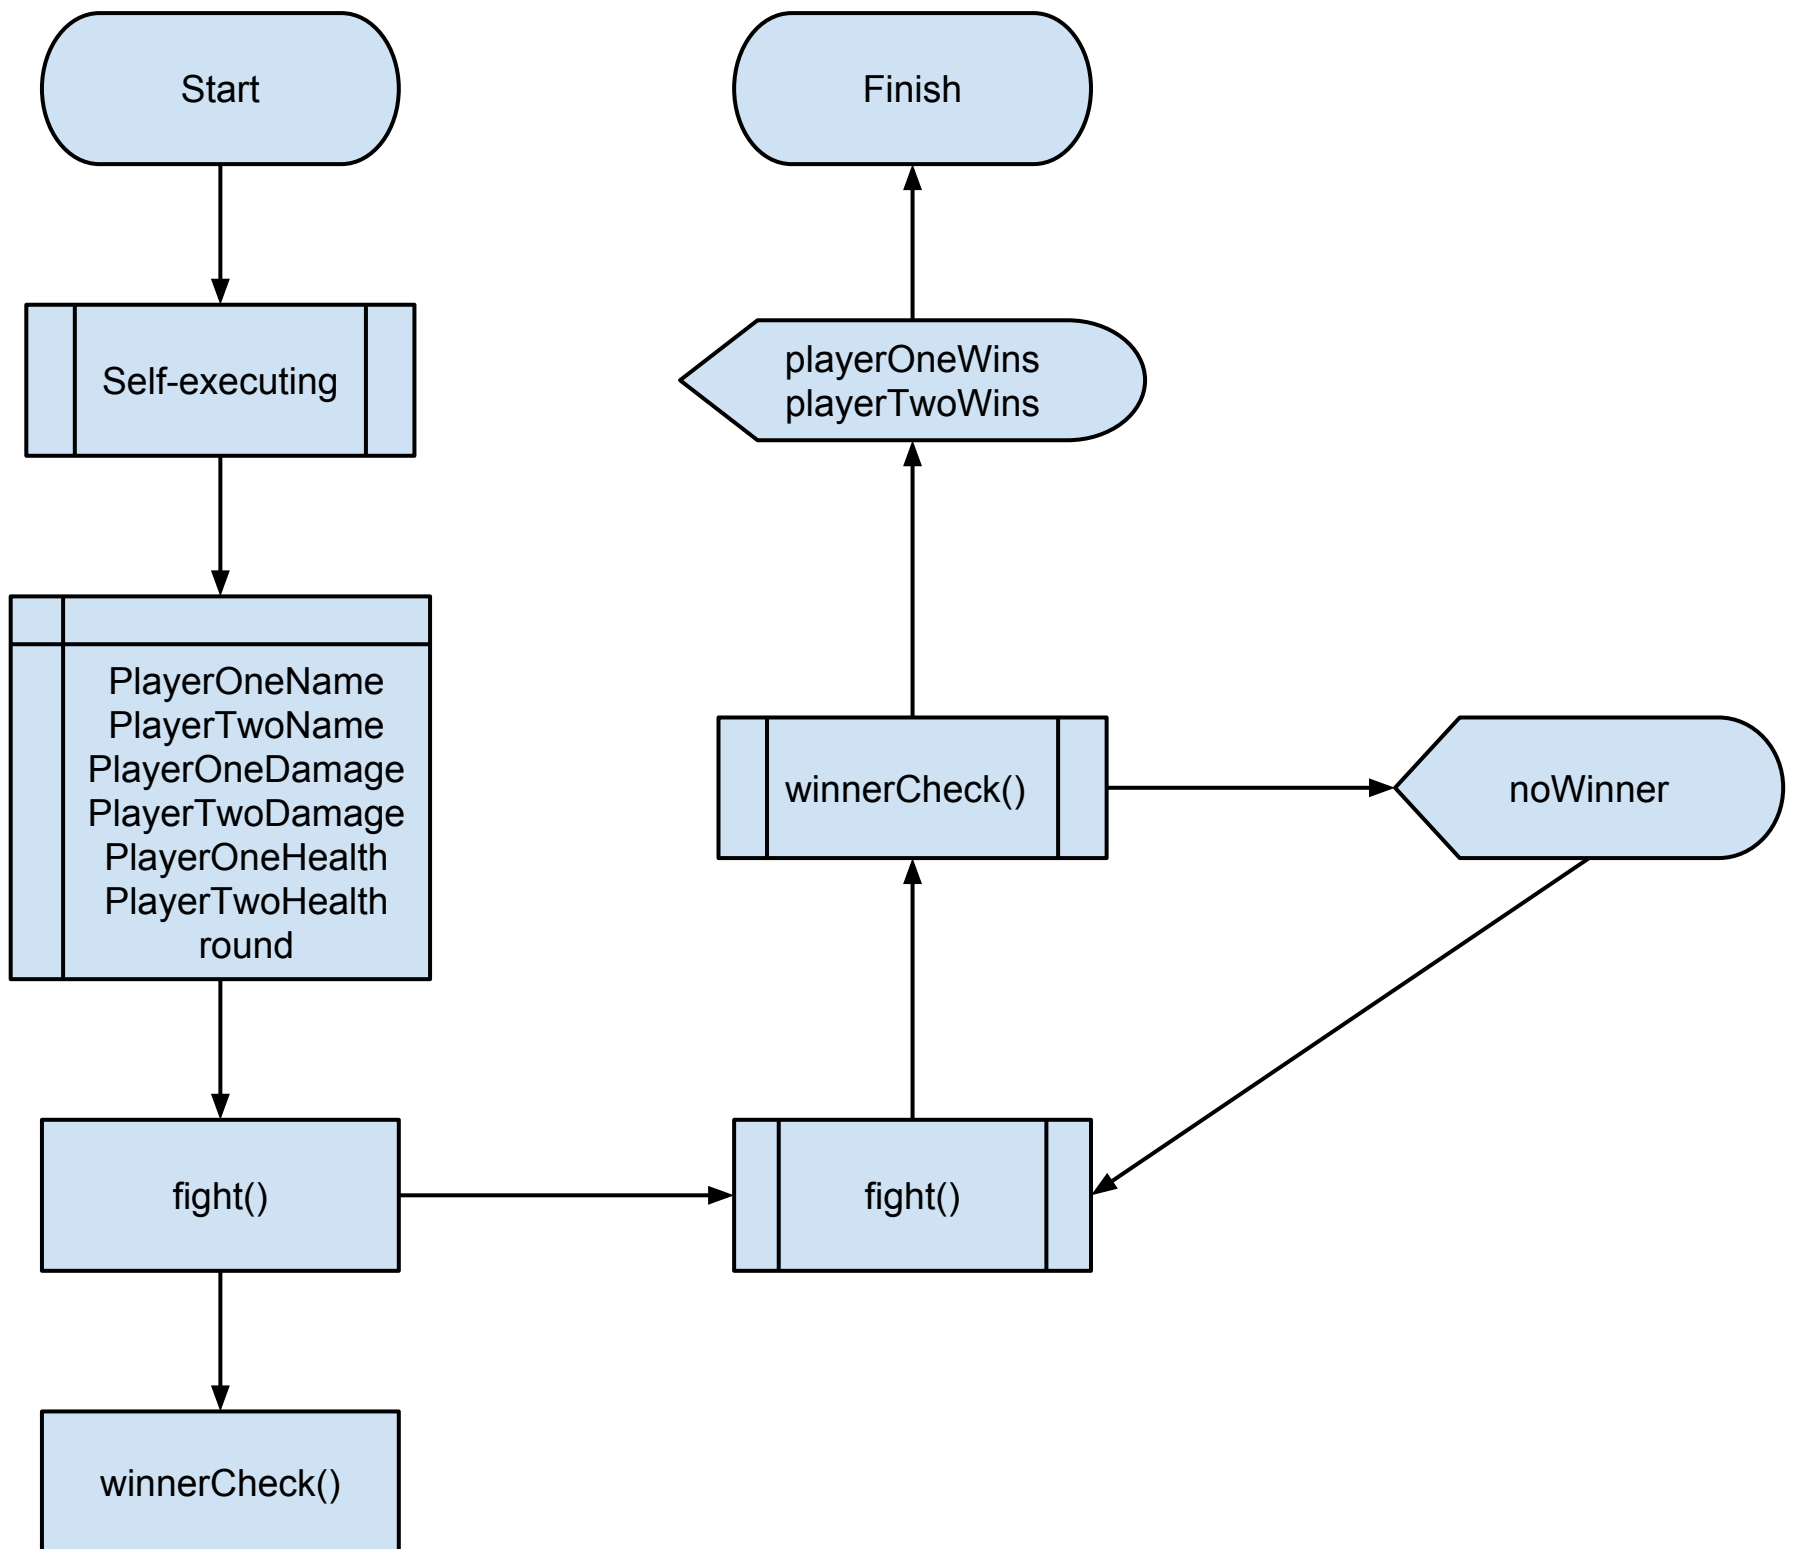 Start
Self-executing
PlayerOneName
PlayerTwoName
PlayerOneDamage
PlayerTwoDamage
PlayerOneHealth
PlayerTwoHealth
round
fight()
winnerCheck()
Finish
playerOneWins
playerTwoWins
winnerCheck()
fight()
noWinner